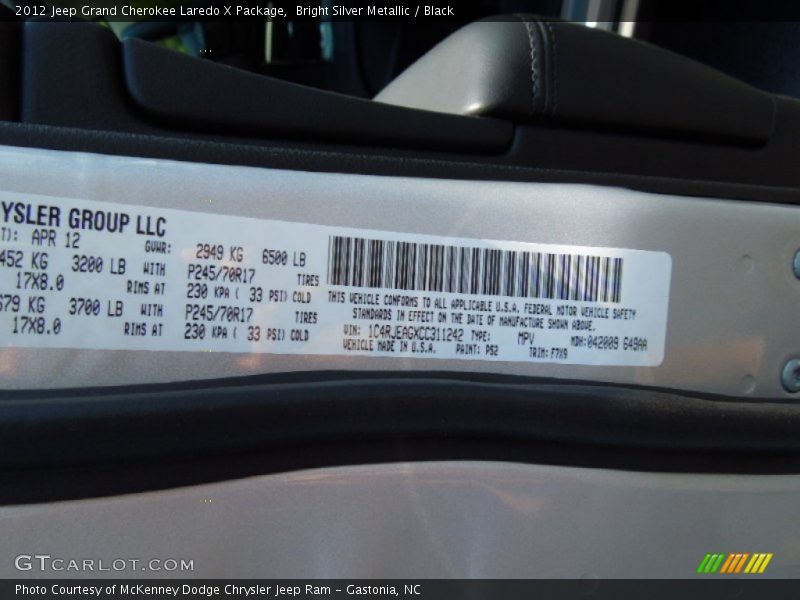 2012 Jeep Grand Cherokee Laredo X Package, Bright Silver Metallic / Black
YSLER GROUP LLC
T): APR 12
GVWR: 2949 KG 6500 LB
452 KG 3200 LB WITH P245/70R17 TIRES
17X8.0 RIMS AT 230 KPA ( 33 PSI) COLD
679 KG 3700 LB WITH P245/70R17 TIRES
17X8.0 RIMS AT 230 KPA ( 33 PSI) COLD
THIS VEHICLE CONFORMS TO ALL APPLICABLE U.S.A. FEDERAL MOTOR VEHICLE SAFETY
STANDARDS IN EFFECT ON THE DATE OF MANUFACTURE SHOWN ABOVE.
VIN: 1C4RJEAGXCC311242 TYPE: MPV MDH: 042009 649AA
VEHICLE MADE IN U.S.A. PAINT: PS2 TRIM: F7X9
GTCARLOT.COM
Photo Courtesy of McKenney Dodge Chrysler Jeep Ram – Gastonia, NC